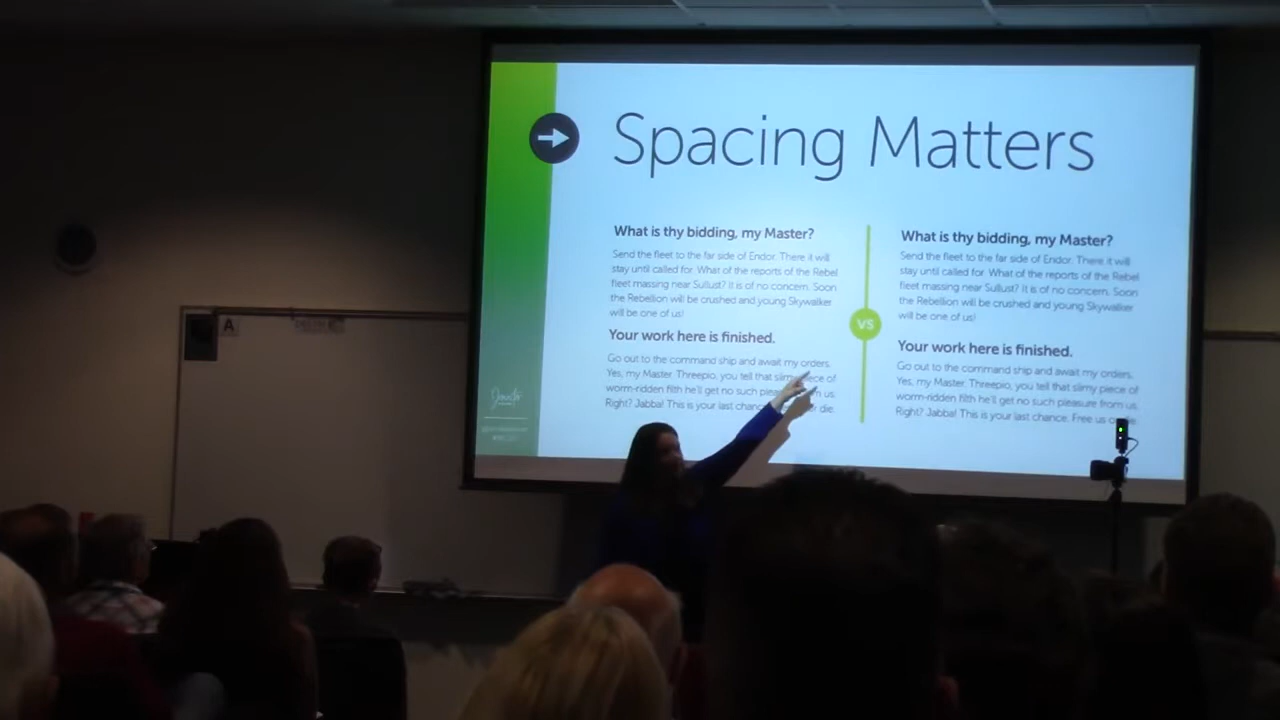 Spacing Matters
What is thy bidding, my Master?
Send the fleet to the far side of Endor. There it will
stay until called for. What of the reports of the Rebel
fleet massing near Sullust? It is of no concern. Soon
the Rebellion will be crushed and young Skywalker
will be one of us!
Your work here is finished.
Go out to the command ship and await my orders.
Yes, my Master. Threepio, you tell that slimy piece of
worm-ridden filth he'll get no such us.
Right? Jabba! This is your last die.
VS
What is thy bidding, my Master?
Send the fleet to the far side of Endor. There it will
stay until called for. What of the reports of the Rebel
fleet massing near Sullust? It is of no concern. Soon
the Rebellion will be crushed and young Skywalker
will be one of us!
Your work here is finished.
Go out to the command ship and await my orders.
Yes, my Master. Threepio, you tell that slimy piece of
worm-ridden filth he'll get no such pleasure from us.
Right? Jabba! This is your last chance. Free us
A